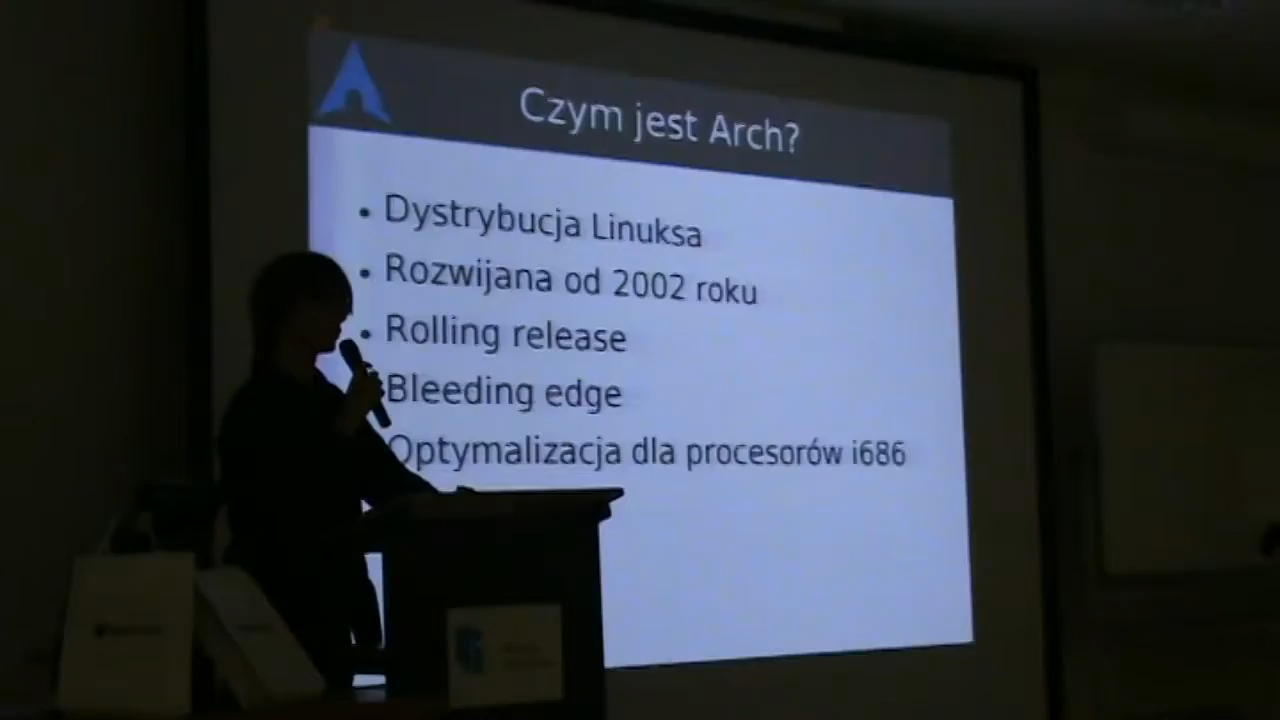 Czym jest Arch?
• Dystrybucja Linuksa
• Rozwijana od 2002 roku
• Rolling release
Bleeding edge
Optymalizacja dla procesorów i686